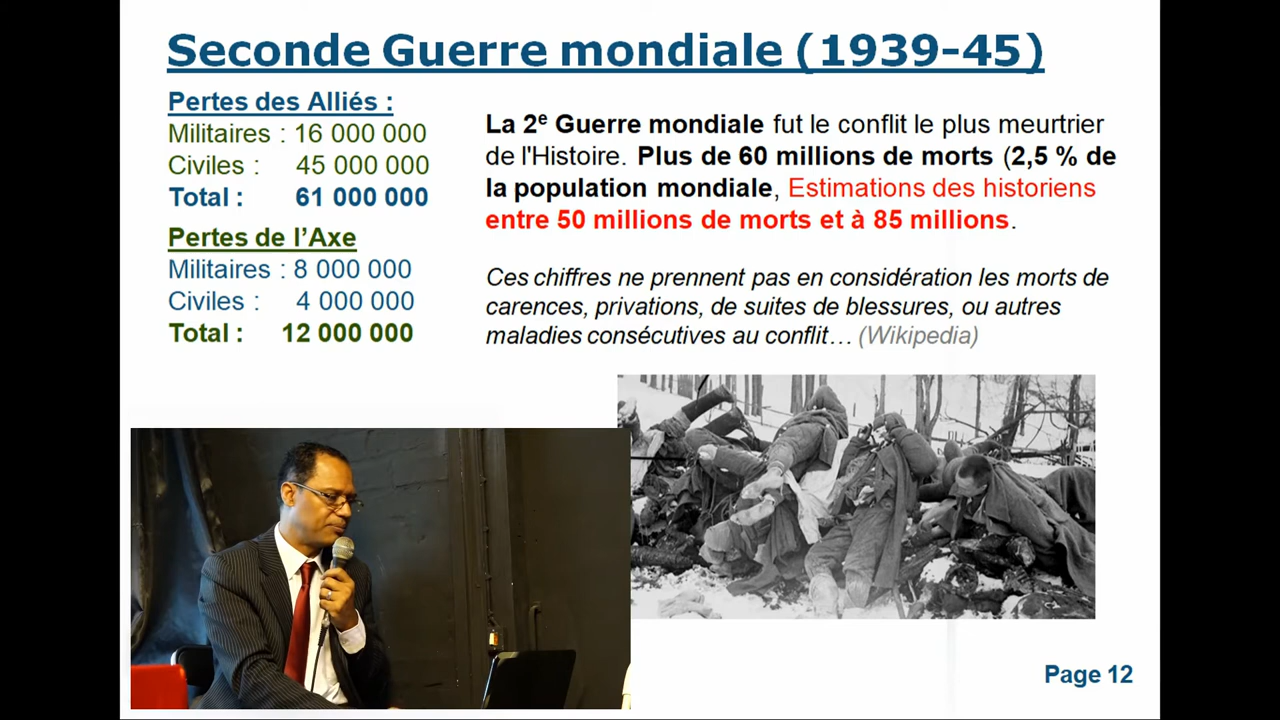 Seconde Guerre mondiale (1939-45)
Pertes des Alliés :
Militaires : 16 000 000
Civiles : 45 000 000
Total : 61 000 000
Pertes de l’Axe
Militaires : 8 000 000
Civiles : 4 000 000
Total : 12 000 000
La 2e Guerre mondiale fut le conflit le plus meurtrier
de l'Histoire. Plus de 60 millions de morts (2,5 % de
la population mondiale, Estimations des historiens
entre 50 millions de morts et à 85 millions.
Ces chiffres ne prennent pas en considération les morts de
carences, privations, de suites de blessures, ou autres
maladies consécutives au conflit… (Wikipedia)
Page 12